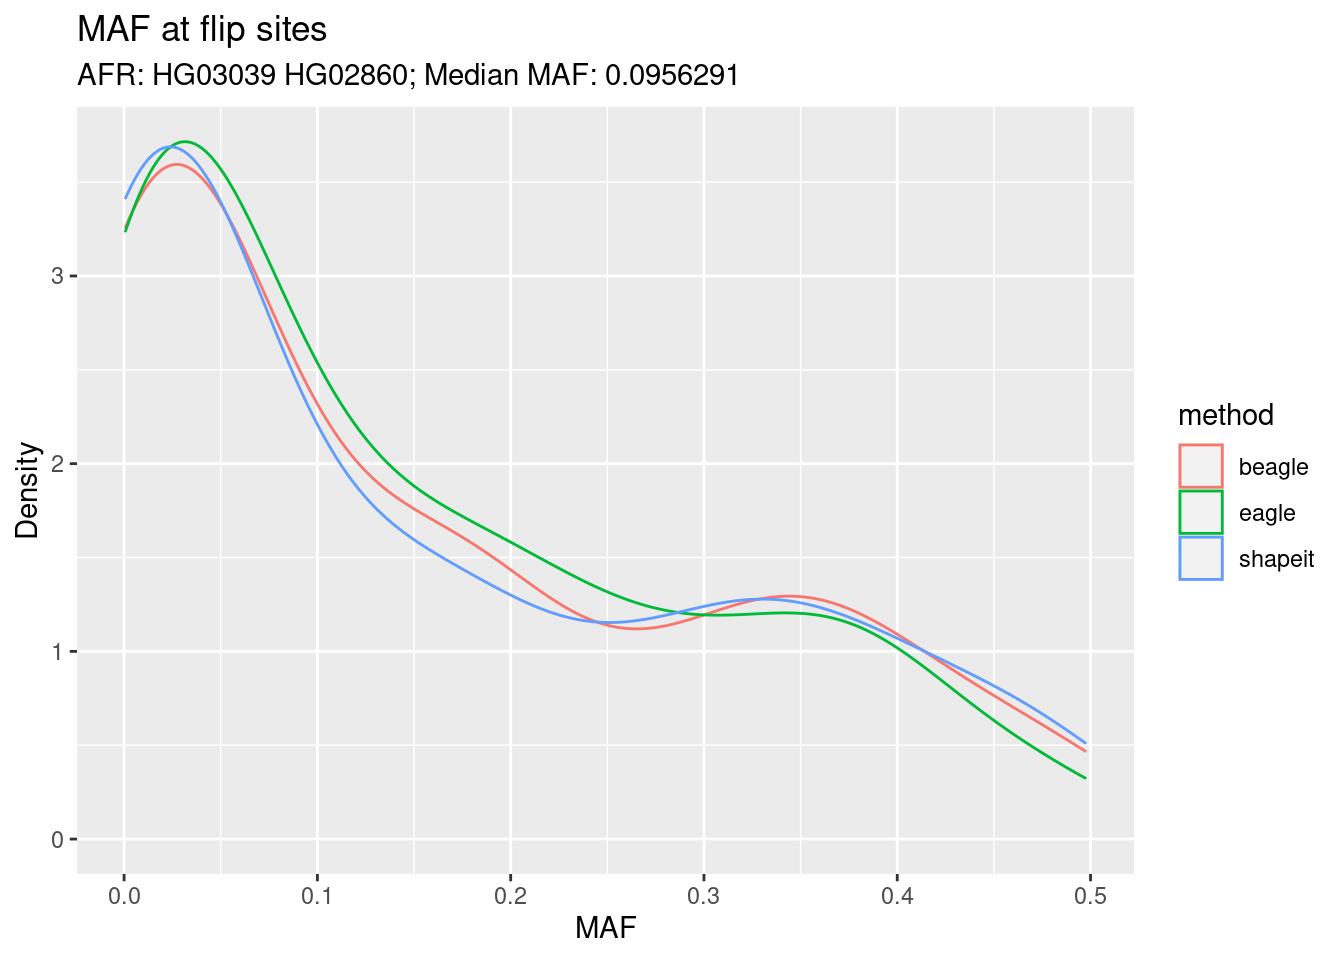 MAF at flip sites
AFR: HG03039 HG02860; Median MAF: 0.0956291
Density
3
2
1
0
0.0 0.1 0.2 0.3 0.4 0.5
MAF
method
beagle
eagle
shapeit